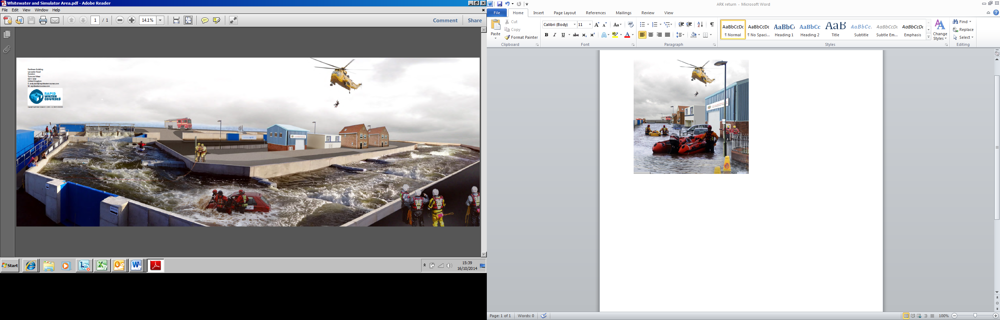 Whitewater and Simulator Area.pdf - Adobe Reader
File Edit View Window Help
1 / 1 14.1% Comment Share
Pantheon Building
Lancaster Road
Dunston
Tyne and Wear
United Kingdom
E. andy.laird@rapidwatercourses.com
W. rapidwatercourses.com
RAPID
WATER
COURSES
Start
15:39
16/10/2014
ARK return - Microsoft Word
File Home Insert Page Layout References Mailings Review View
Paste
Cut
Copy
Format Painter
Clipboard
Calibri (Body) 11
Font
Paragraph
AaBbCcDc AaBbCcDc AaBbC AaBbCc AaB AaBbCc. AaBbCcDc AaBbCcDc
¶ Normal ¶ No Spaci... Heading 1 Heading 2 Title Subtitle Subtle Em... Emphasis
Styles
Change
Styles
Find
Replace
Select
Editing
Page: 1 of 1 Words: 0
100%